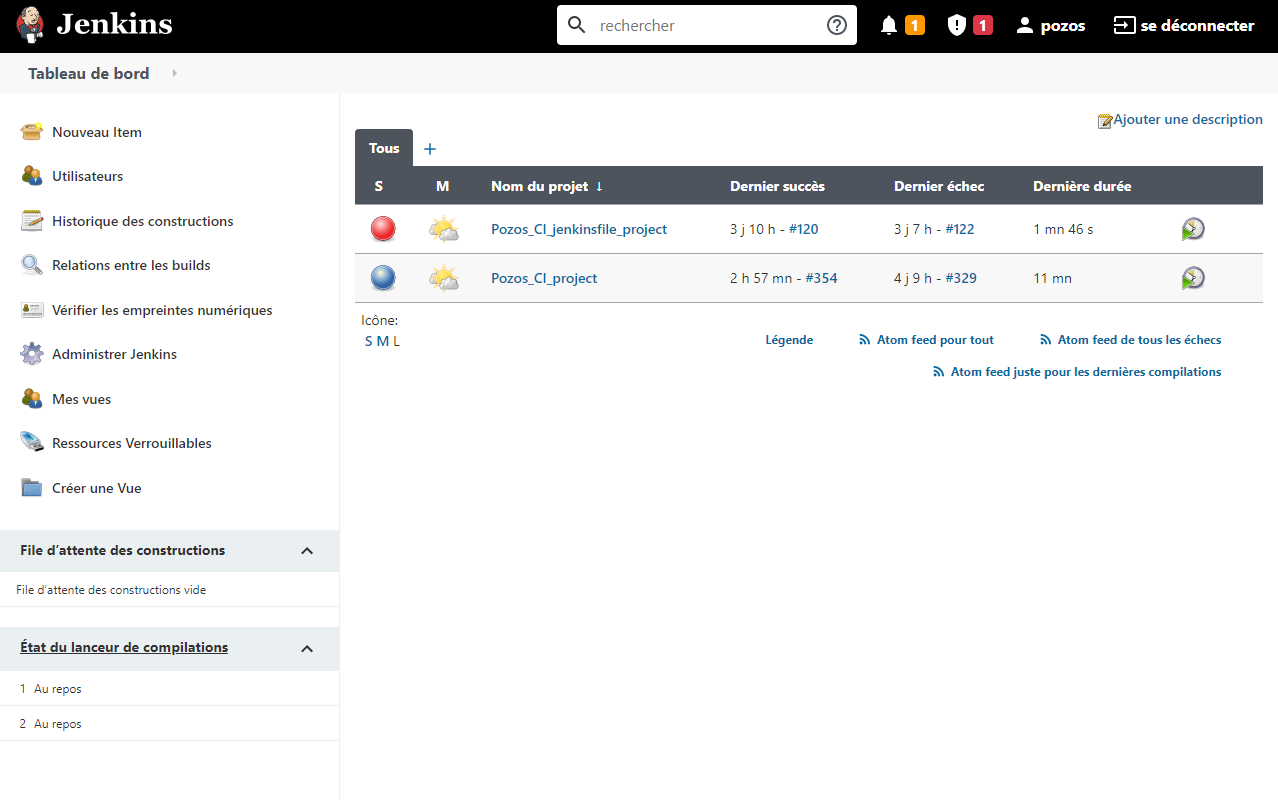 Jenkins
rechercher
1
1
pozos
se déconnecter
Tableau de bord
Nouveau Item
Utilisateurs
Historique des constructions
Relations entre les builds
Vérifier les empreintes numériques
Administrer Jenkins
Mes vues
Ressources Verrouillables
Créer une Vue
File d'attente des constructions
File d'attente des constructions vide
État du lanceur de compilations
1 Au repos
2 Au repos
Ajouter une description
Tous +
S M Nom du projet ↓ Dernier succès Dernier échec Dernière durée
Pozos_CI_jenkinsfile_project 3 j 10 h - #120 3 j 7 h - #122 1 mn 46 s
Pozos_CI_project 2 h 57 mn - #354 4 j 9 h - #329 11 mn
Icône:
S M L
Légende Atom feed pour tout Atom feed de tous les échecs
Atom feed juste pour les dernières compilations